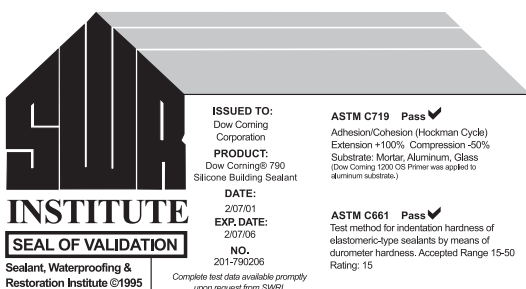 SWR
INSTITUTE
SEAL OF VALIDATION
Sealant, Waterproofing &
Restoration Institute ©1995
ISSUED TO:
Dow Corning
Corporation
PRODUCT:
Dow Corning® 790
Silicone Building Sealant
DATE:
2/07/01
EXP. DATE:
2/07/06
NO.
201-790206
Complete test data available promptly
upon request from SWRI.
ASTM C719 Pass ✔
Adhesion/Cohesion (Hockman Cycle)
Extension +100% Compression -50%
Substrate: Mortar, Aluminum, Glass
(Dow Corning 1200 OS Primer was applied to
aluminum substrate.)
ASTM C661 Pass ✔
Test method for indentation hardness of
elastomeric-type sealants by means of
durometer hardness. Accepted Range 15-50
Rating: 15